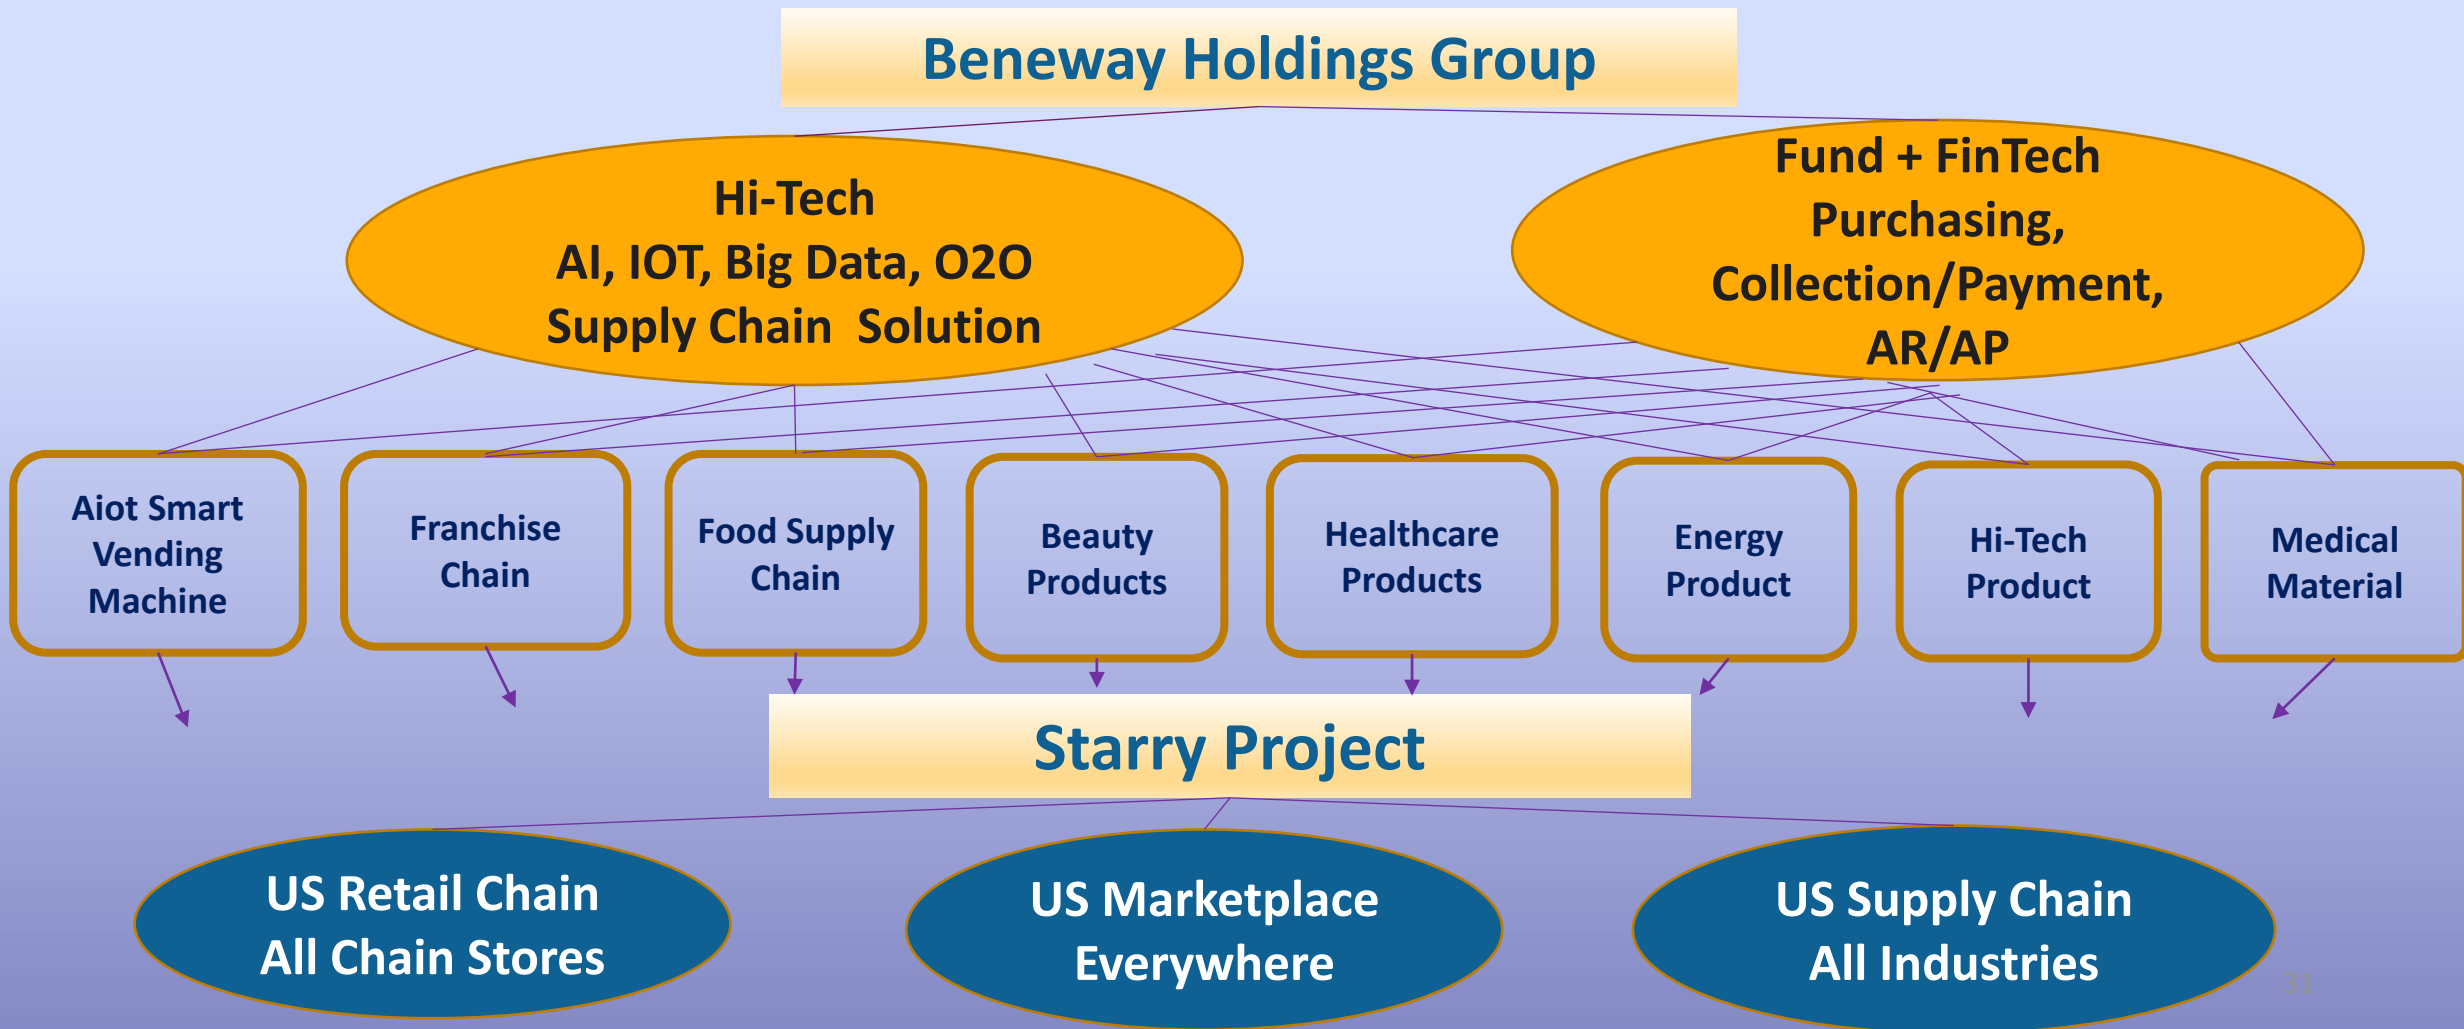 Beneway Holdings Group
Hi-Tech
AI, IOT, Big Data, O2O
Supply Chain  Solution
Fund + FinTech
Purchasing,
Collection/Payment,
AR/AP
Aiot Smart
Vending
Machine
Franchise
Chain
Food Supply
Chain
Beauty
Products
Healthcare
Products
Energy
Product
Hi-Tech
Product
Medical
Material
Starry Project
US Retail Chain
All Chain Stores
US Marketplace
Everywhere
US Supply Chain
All Industries
31